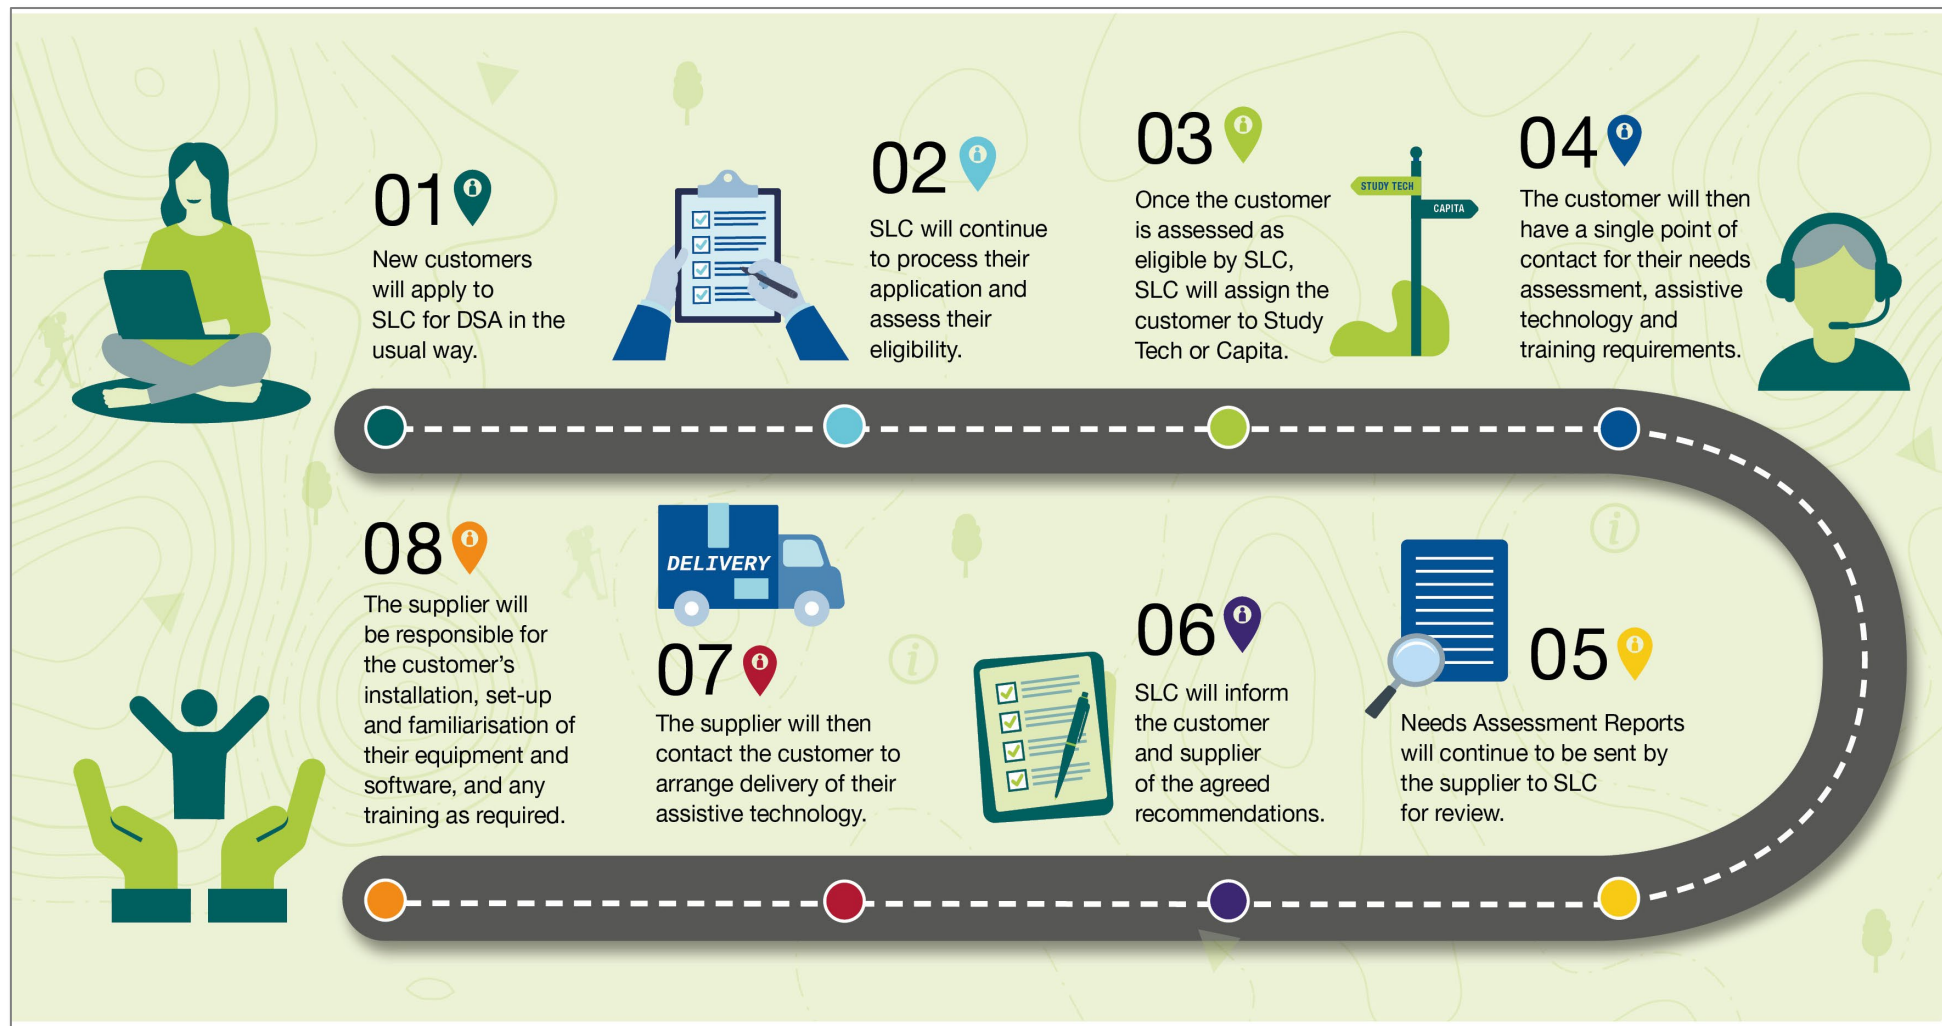 01
New customers
will apply to
SLC for DSA in the
usual way.
02
SLC will continue
to process their
application and
assess their
eligibility.
03
Once the customer
is assessed as
eligible by SLC,
SLC will assign the
customer to Study
Tech or Capita.
STUDY TECH
CAPITA
04
The customer will then
have a single point of
contact for their needs
assessment, assistive
technology and
training requirements.
05
Needs Assessment Reports
will continue to be sent by
the supplier to SLC
for review.
06
SLC will inform
the customer
and supplier
of the agreed
recommendations.
DELIVERY
07
The supplier will then
contact the customer to
arrange delivery of their
assistive technology.
08
The supplier will
be responsible for
the customer's
installation, set-up
and familiarisation of
their equipment and
software, and any
training as required.